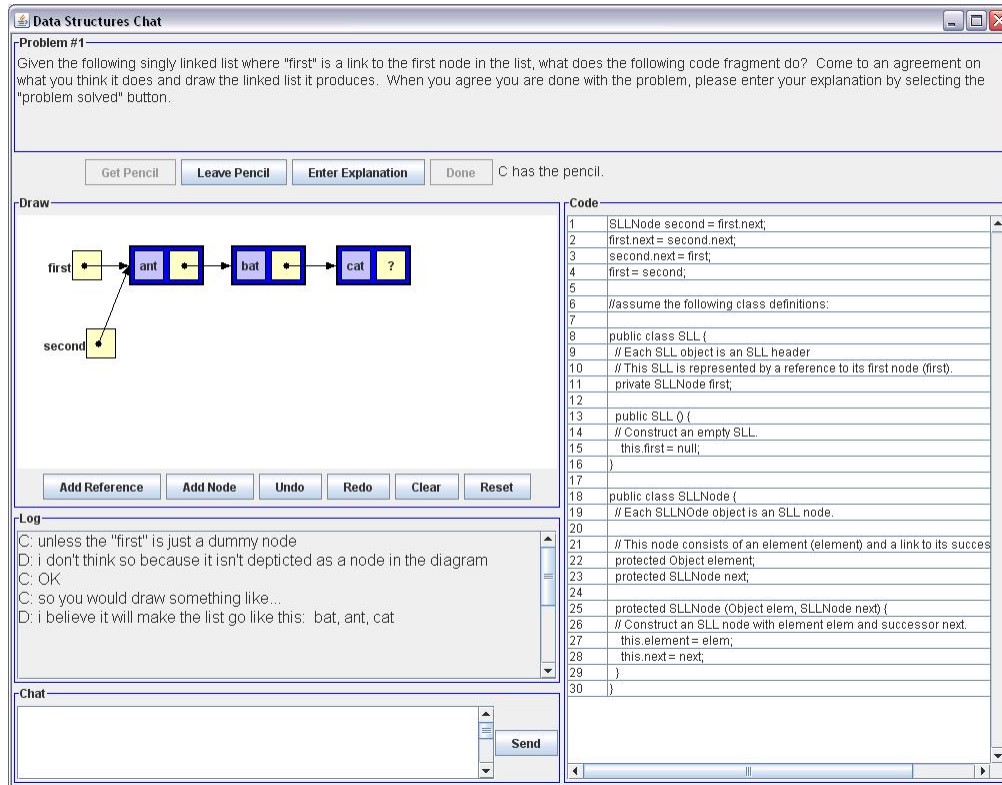 Data Structures Chat
Problem #1
Given the following singly linked list where "first" is a link to the first node in the list, what does the following code fragment do?  Come to an agreement on
what you think it does and draw the linked list it produces.  When you agree you are done with the problem, please enter your explanation by selecting the
"problem solved" button.
Get Pencil
Leave Pencil
Enter Explanation
Done
C has the pencil.
Draw
first
ant
bat
cat
?
second
Add Reference
Add Node
Undo
Redo
Clear
Reset
Log
C: unless the "first" is just a dummy node
D: i don't think so because it isn't depticted as a node in the diagram
C: OK
C: so you would draw something like...
D: i believe it will make the list go like this:  bat, ant, cat
Chat
Send
Code
1 SLLNode second = first.next;
2 first.next = second.next;
3 second.next = first;
4 first = second;
5
6 //assume the following class definitions:
7
8 public class SLL {
9 // Each SLL object is an SLL header
10 // This SLL is represented by a reference to its first node (first).
11 private SLLNode first;
12
13 public SLL () {
14 // Construct an empty SLL.
15 this.first = null;
16 }
17
18 public class SLLNode {
19 // Each SLLNOde object is an SLL node.
20
21 // This node consists of an element (element) and a link to its succes
22 protected Object element;
23 protected SLLNode next;
24
25 protected SLLNode (Object elem, SLLNode next) {
26 // Construct an SLL node with element elem and successor next.
27 this.element = elem;
28 this.next = next;
29 }
30 }